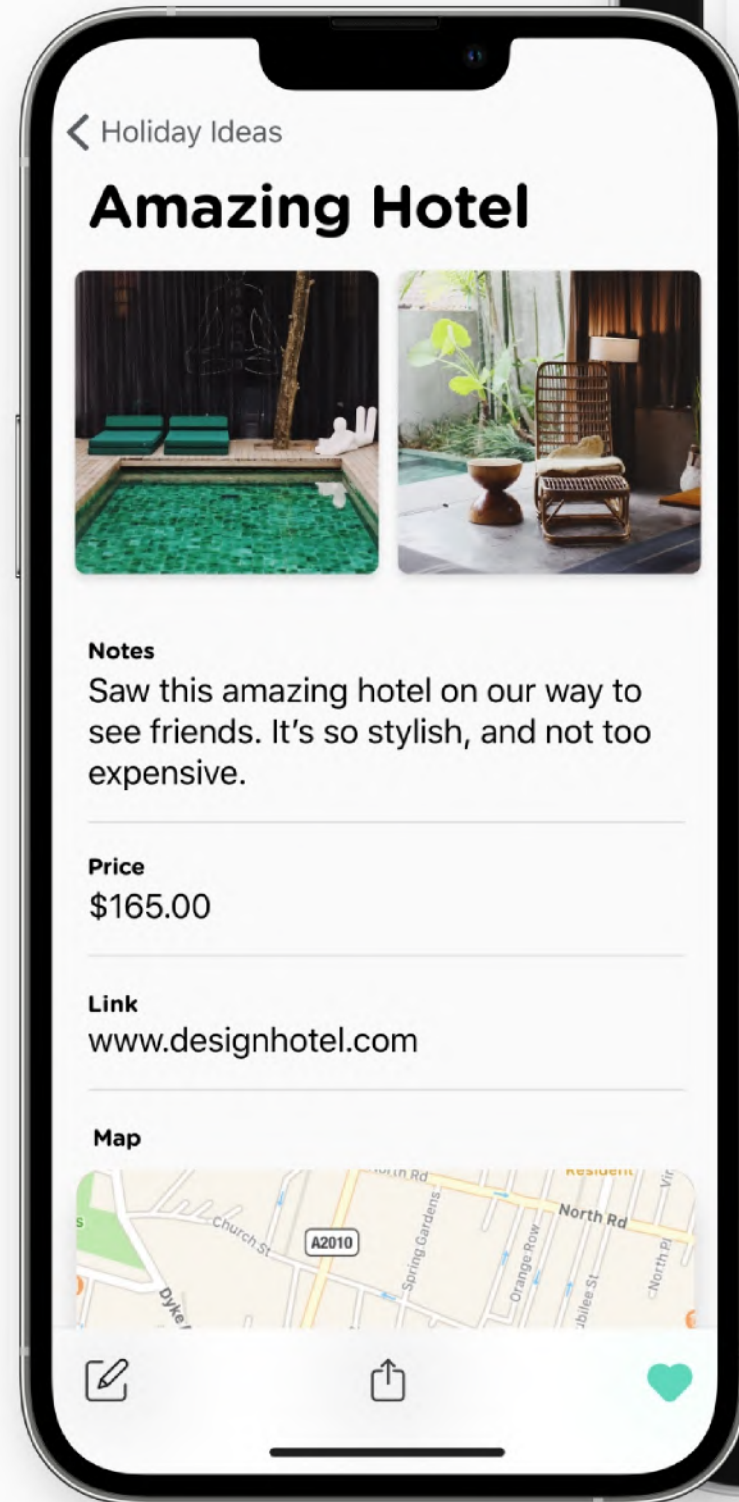 Holiday Ideas
Amazing Hotel
Notes
Saw this amazing hotel on our way to
see friends. It's so stylish, and not too
expensive.
Price
$165.00
Link
www.designhotel.com
Map
Resident
North Rd
Church St
A2010
Spring Gardens
Orange Row